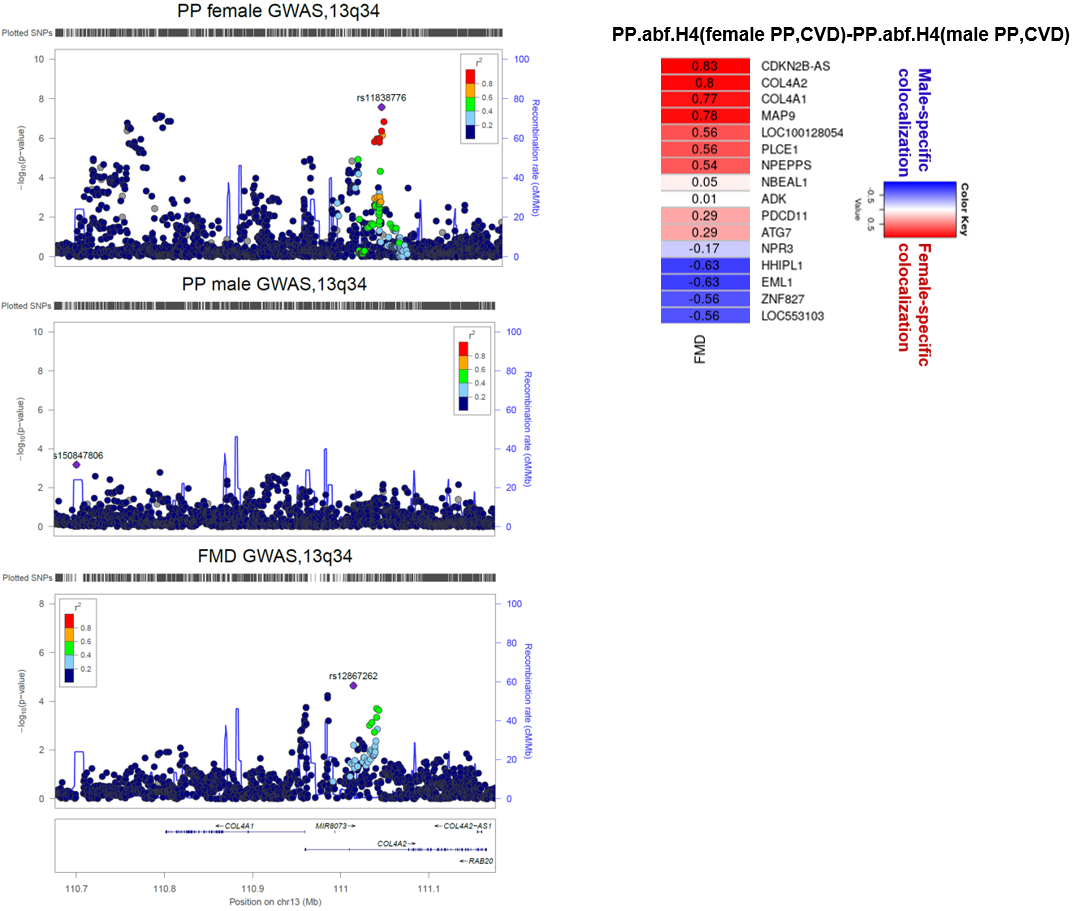 PP female GWAS,13q34
Plotted SNPs
10
8
6
4
2
0
−log10(p−value)
100
80
60
40
20
0
Recombination rate (cM/Mb)
r2
0.8
0.6
0.4
0.2
rs11838776
PP male GWAS,13q34
Plotted SNPs
10
8
6
4
2
0
−log10(p−value)
100
80
60
40
20
0
Recombination rate (cM/Mb)
r2
0.8
0.6
0.4
0.2
s150847806
FMD GWAS,13q34
Plotted SNPs
8
6
4
2
0
−log10(p−value)
100
80
60
40
20
0
Recombination rate (cM/Mb)
r2
0.8
0.6
0.4
0.2
rs12867262
←COL4A1
MIR8073→
←COL4A2−AS1
COL4A2→
←RAB20
110.7 110.8 110.9 111 111.1
Position on chr13 (Mb)
PP.abf.H4(female PP,CVD)-PP.abf.H4(male PP,CVD)
0.83 CDKN2B-AS
0.8 COL4A2
0.77 COL4A1
0.78 MAP9
0.56 LOC100128054
0.56 PLCE1
0.54 NPEPPS
0.05 NBEAL1
0.01 ADK
0.29 PDCD11
0.29 ATG7
-0.17 NPR3
-0.63 HHIPL1
-0.63 EML1
-0.56 ZNF827
-0.56 LOC553103
FMD
Male-specific
colocalization
Color Key
-0.5 0.5
Value
Female-specific
colocalization